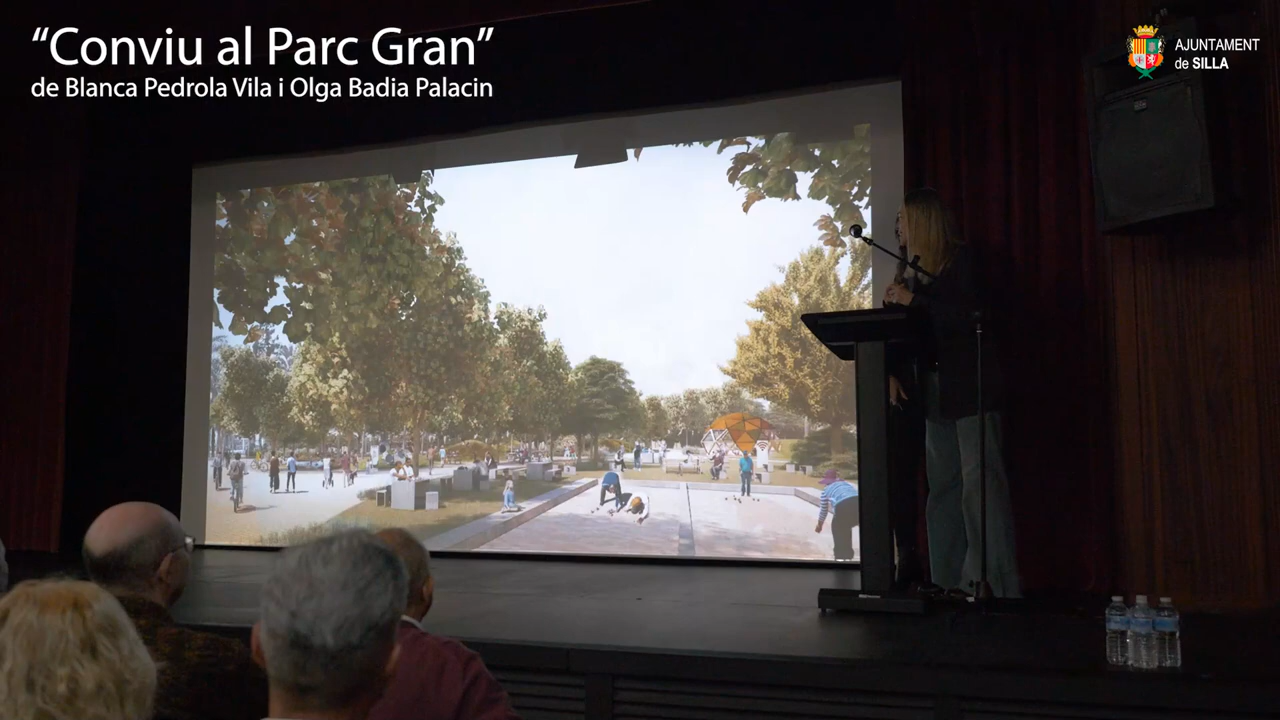 “Conviu al Parc Gran”
de Blanca Pedrola Vila i Olga Badia Palacin
AJUNTAMENT
de SILLA